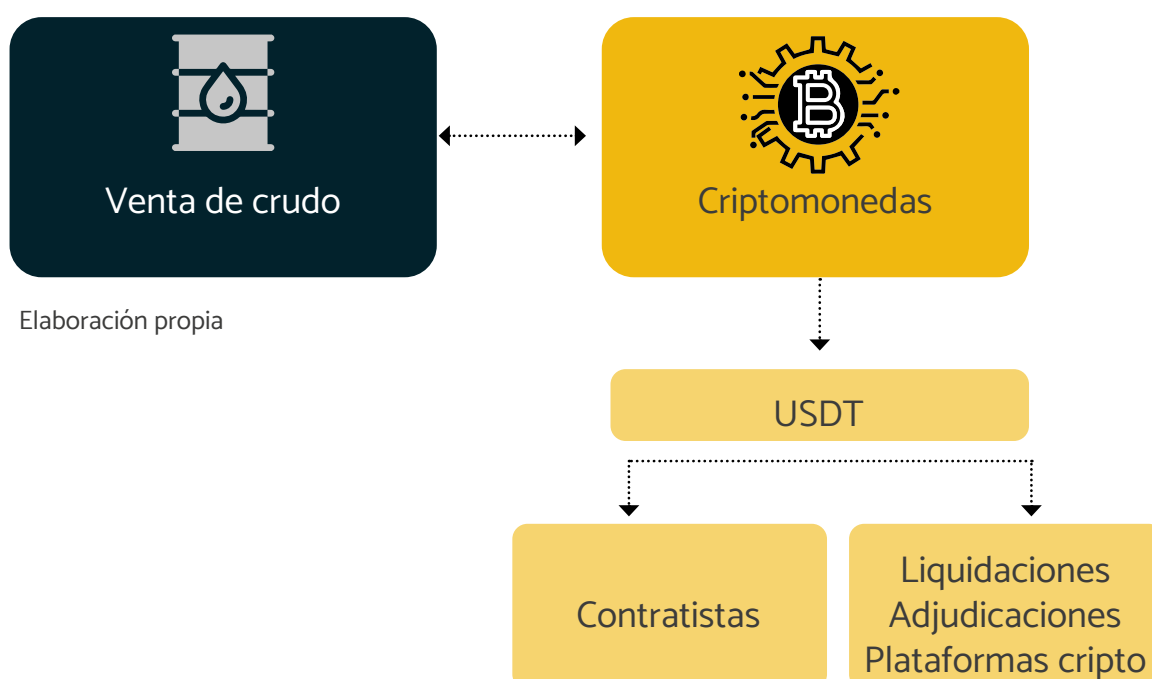 Venta de crudo
Criptomonedas
Elaboración propia
USDT
Contratistas
Liquidaciones
Adjudicaciones
Plataformas cripto